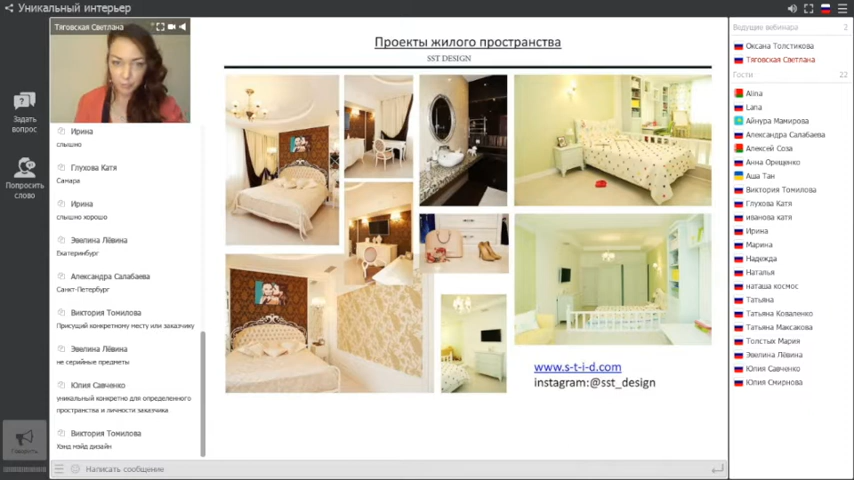 Уникальный интерьер
Тяговская Светлана
Задать
вопрос
Попросить
слово
Говорить
Ирина
слышно
Глухова Катя
Самара
Ирина
слышно хорошо
Эвелина Лёвина
Екатеринбург
Александра Салабаева
Санкт-Петербург
Виктория Томилова
Присущий конкретному месту или заказчику
Эвелина Лёвина
не серийные предметы
Юлия Савченко
уникальный конкретно для определенного
пространства и личности заказчика
Виктория Томилова
Хэнд мэйд дизайн
Написать сообщение
Проекты жилого пространства
SST DESIGN
www.s-t-i-d.com
instagram:@sst_design
Ведущие вебинара 2
Оксана Толстикова
Тяговская Светлана
Гости 22
Alina
Lana
Айнура Мамирова
Александра Салабаева
Алексей Соза
Анна Орищенко
Аша Тан
Виктория Томилова
Глухова Катя
иванова катя
Ирина
Марина
Надежда
Наталья
наташа космос
Татьяна
Татьяна Коваленко
Татьяна Максакова
Толстых Мария
Эвелина Лёвина
Юлия Савченко
Юлия Смирнова